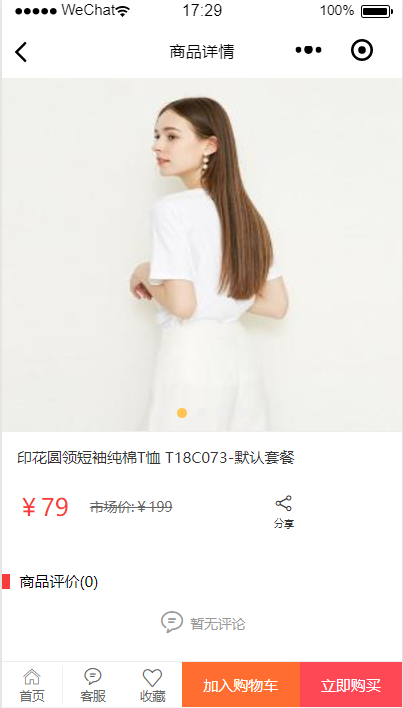 WeChat 17:29 100%
商品详情
印花圆领短袖纯棉T恤 T18C073-默认套餐
￥79 市场价:￥199
分享
商品评价(0)
暂无评论
首页 客服 收藏 加入购物车 立即购买